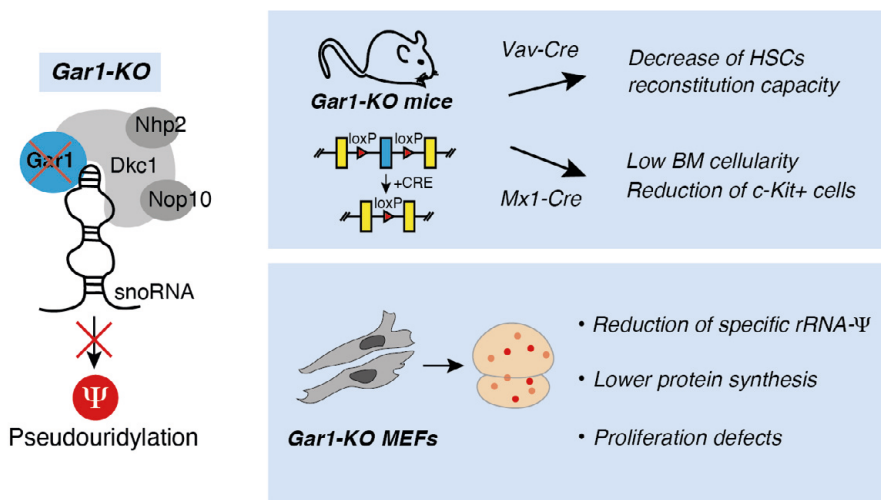 Gar1-KO
Nhp2
Gar1
Dkc1
Nop10
snoRNA
Ψ
Pseudouridylation
Gar1-KO mice
loxP loxP
+CRE
loxP
Vav-Cre
Decrease of HSCs
reconstitution capacity
Mx1-Cre
Low BM cellularity
Reduction of c-Kit+ cells
Gar1-KO MEFs
• Reduction of specific rRNA-Ψ
• Lower protein synthesis
• Proliferation defects